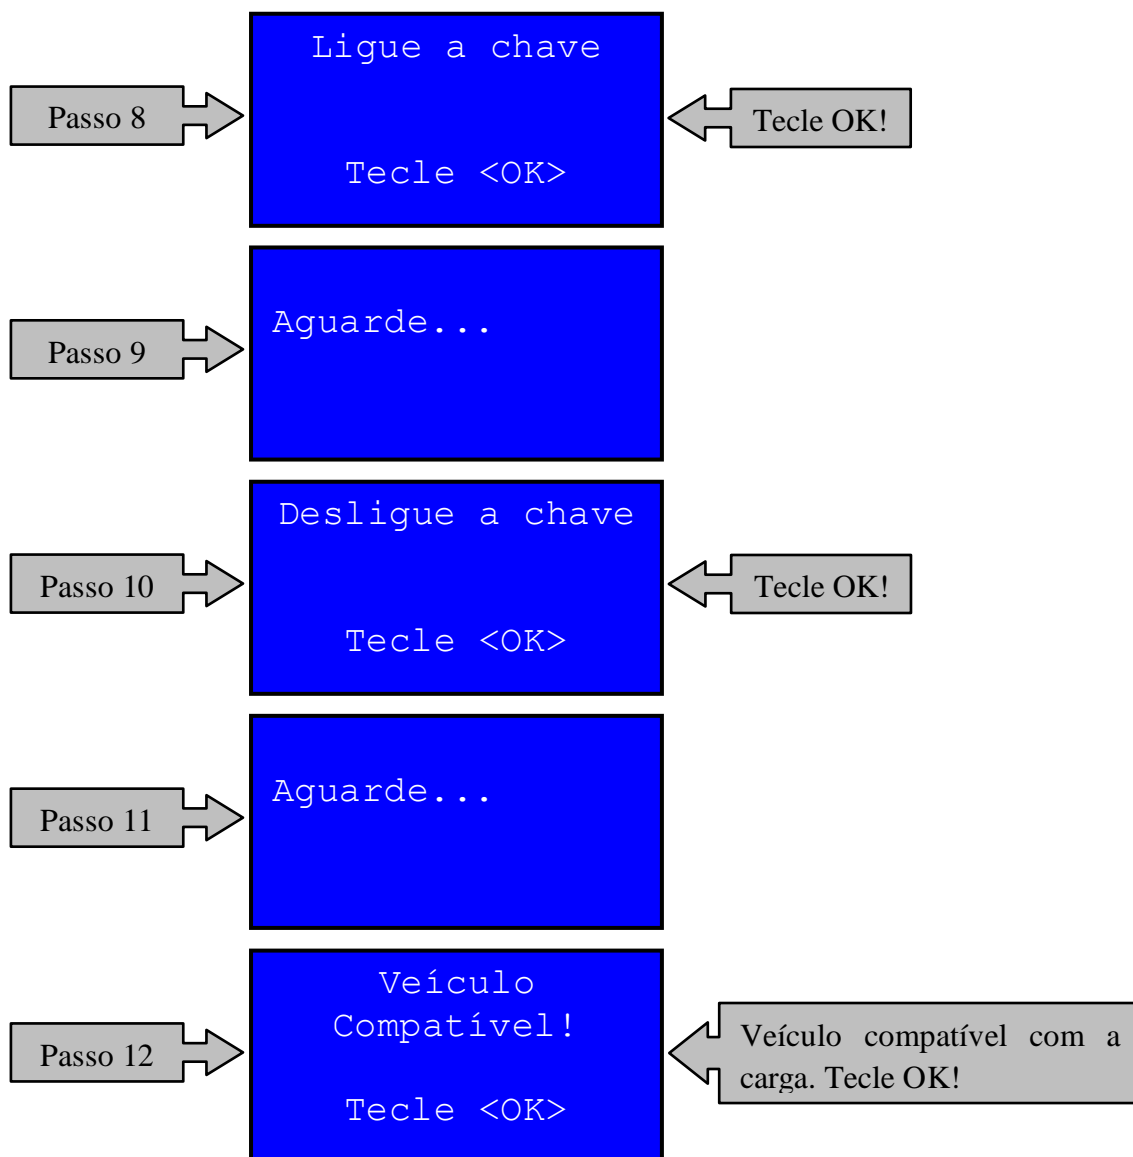 Passo 8
Ligue a chave
Tecle <OK>
Tecle OK!
Passo 9
Aguarde...
Passo 10
Desligue a chave
Tecle <OK>
Tecle OK!
Passo 11
Aguarde...
Passo 12
Veículo
Compatível!
Tecle <OK>
Veículo compatível com a
carga. Tecle OK!